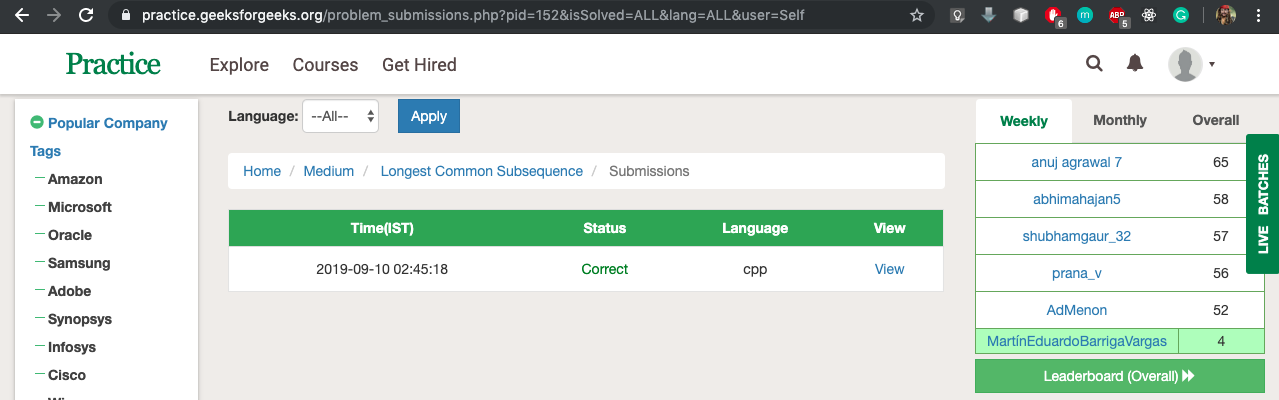 practice.geeksforgeeks.org/problem_submissions.php?pid=152&isSolved=ALL&lang=ALL&user=Self
6
m
ABP
5
G
Practice
Explore
Courses
Get Hired
Popular Company
Tags
Amazon
Microsoft
Oracle
Samsung
Adobe
Synopsys
Infosys
Cisco
Language: --All-- Apply
Home / Medium / Longest Common Subsequence / Submissions
Time(IST) Status Language View
2019-09-10 02:45:18 Correct cpp View
Weekly Monthly Overall
anuj agrawal 7 65
abhimahajan5 58
shubhamgaur_32 57
prana_v 56
AdMenon 52
MartínEduardoBarrigaVargas 4
Leaderboard (Overall)
LIVE BATCHES